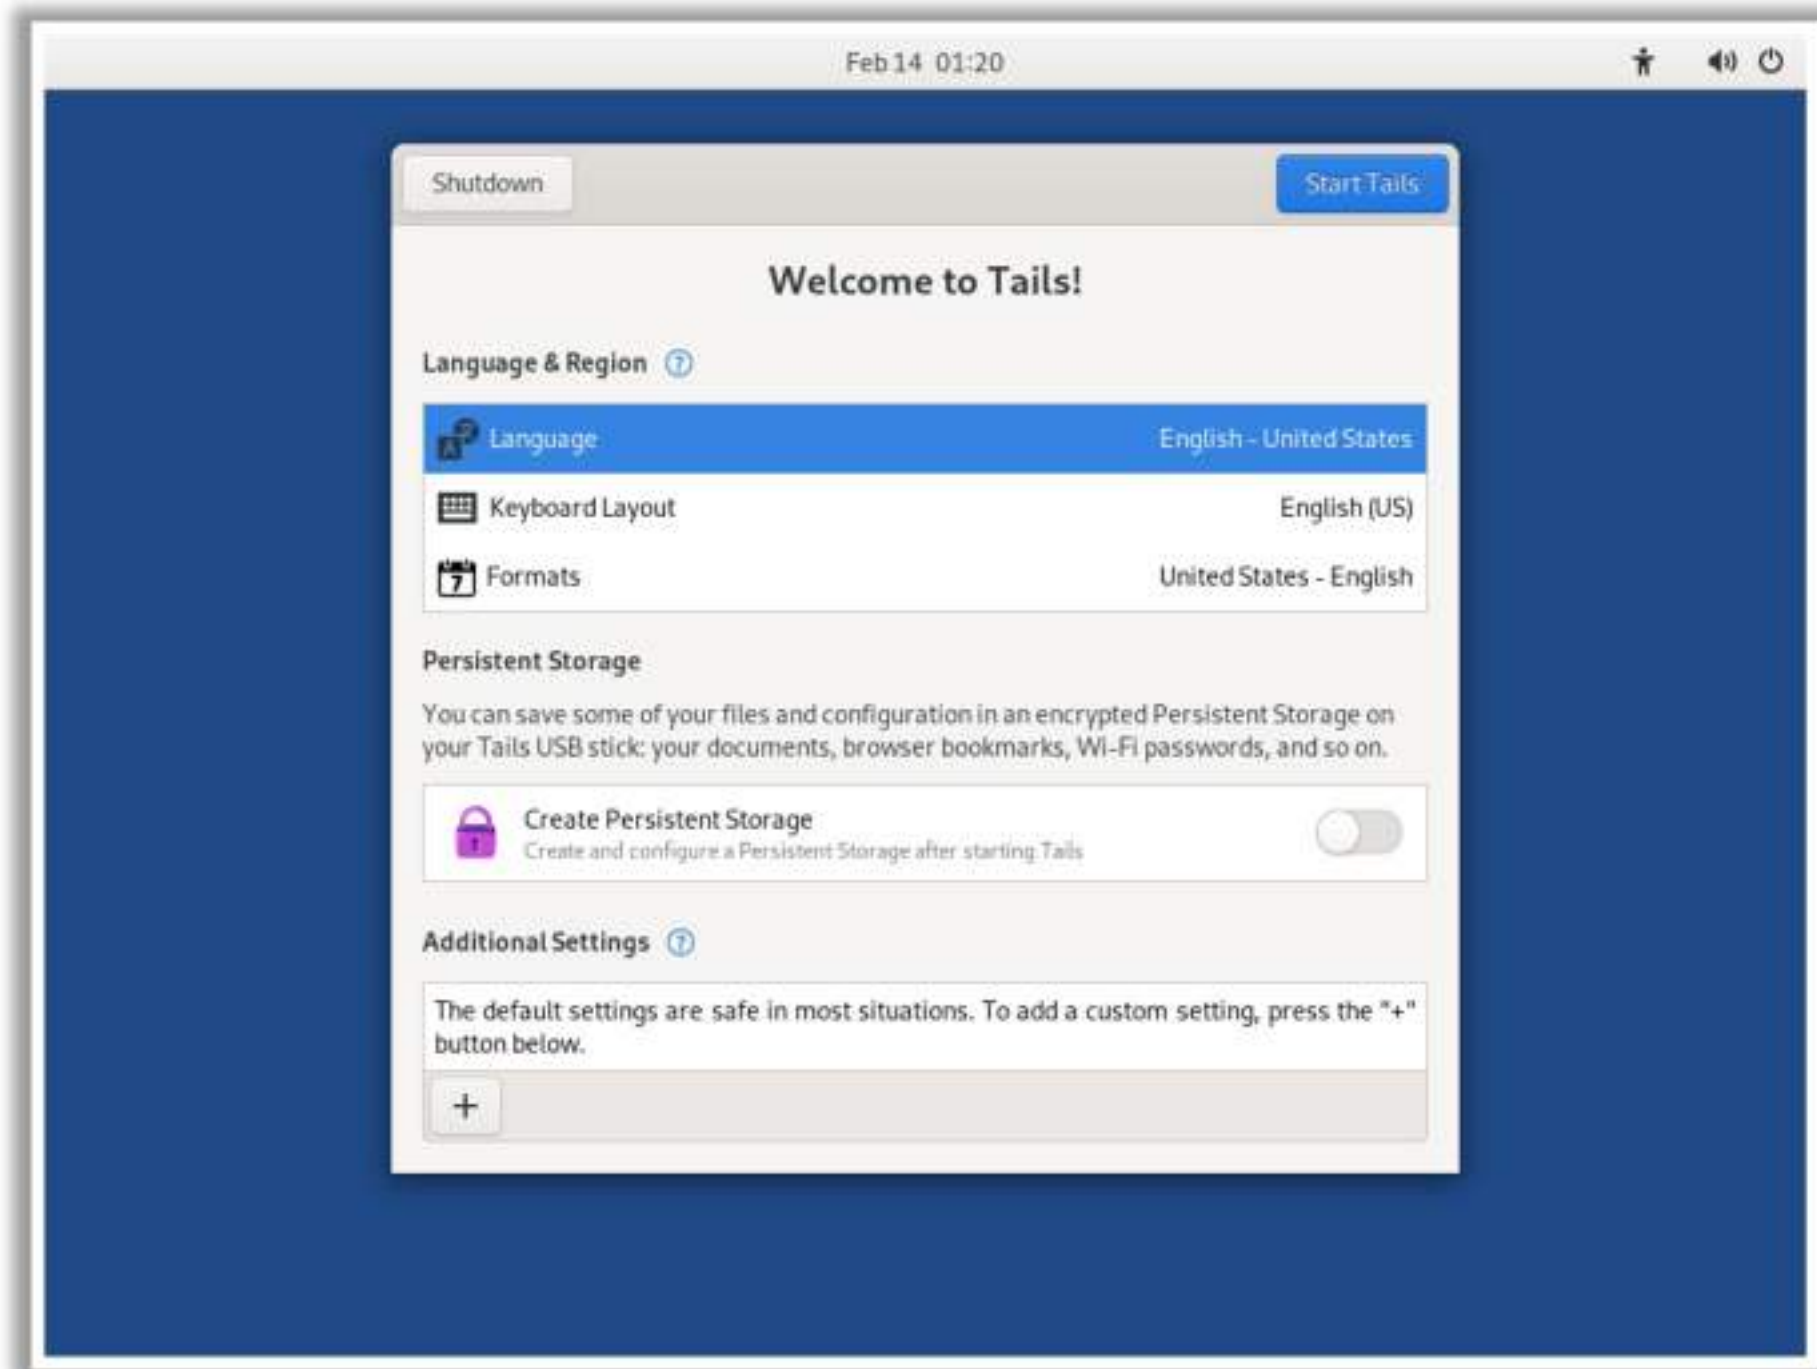 Feb 14 01:20
Shutdown
Start Tails
Welcome to Tails!
Language & Region ?
Language English - United States
Keyboard Layout English (US)
7 Formats United States - English
Persistent Storage
You can save some of your files and configuration in an encrypted Persistent Storage on
your Tails USB stick: your documents, browser bookmarks, Wi-Fi passwords, and so on.
Create Persistent Storage
Create and configure a Persistent Storage after starting Tails
Additional Settings ?
The default settings are safe in most situations. To add a custom setting, press the "+"
button below.
+